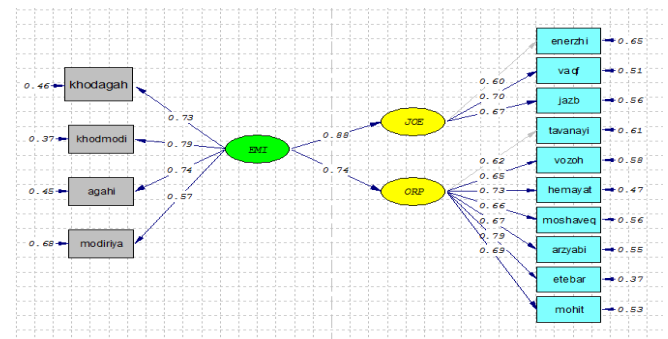 0.46
khodagah
0.37
khodmodi
0.45
agahi
0.68
modiriya
0.73
0.79
0.74
0.57
EMI
0.88
0.74
JOE
ORP
0.60
0.70
0.67
0.62
0.65
0.73
0.66
0.67
0.79
0.69
enerzhi
0.65
vaqf
0.51
jazb
0.56
tavanayi
0.61
vozoh
0.58
hemayat
0.47
moshaveq
0.56
arzyabi
0.55
etebar
0.37
mohit
0.53